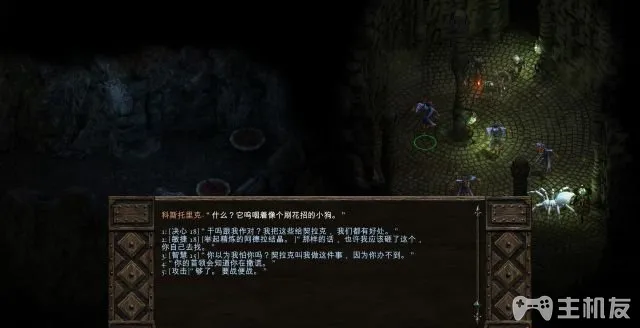 科斯托里克-“什么？它呜咽着像个刷花招的小狗。”
1: [决心 18]“干吗跟我作对？我把这些给契拉克，我们都有好处。”
2: [敏捷 18][举起精炼的阿德拉结晶。]“那样的话，也许我应该砸了这个，
你自己去找。”
3: [智慧 15]“你以为我怕你吗？契拉克叫我做这件事，因为你办不到。”
4: “你的首领会知道你在撒谎。”
5: [攻击]“够了。要战便战。”
主机友